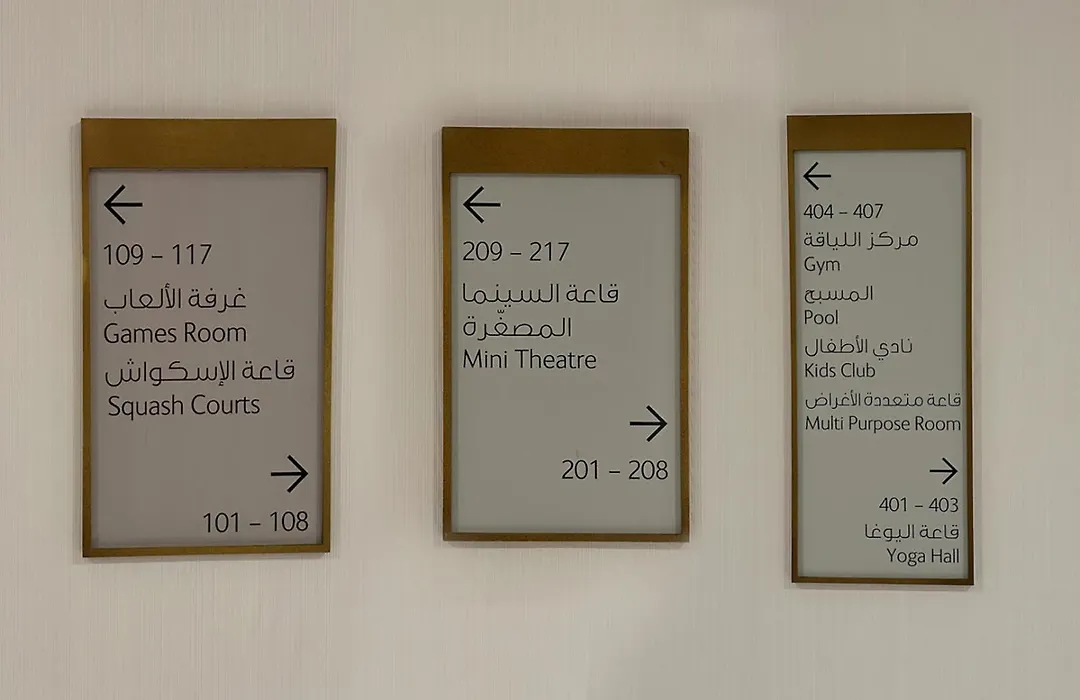 109 – 117
غرفة الألعاب
Games Room
قاعة الإسكواش
Squash Courts
101 – 108
209 – 217
قاعة السينما
المصغّرة
Mini Theatre
201 – 208
404 – 407
مركز اللياقة
Gym
المسبح
Pool
نادي الأطفال
Kids Club
قاعة متعددة الأغراض
Multi Purpose Room
401 – 403
قاعة اليوغا
Yoga Hall